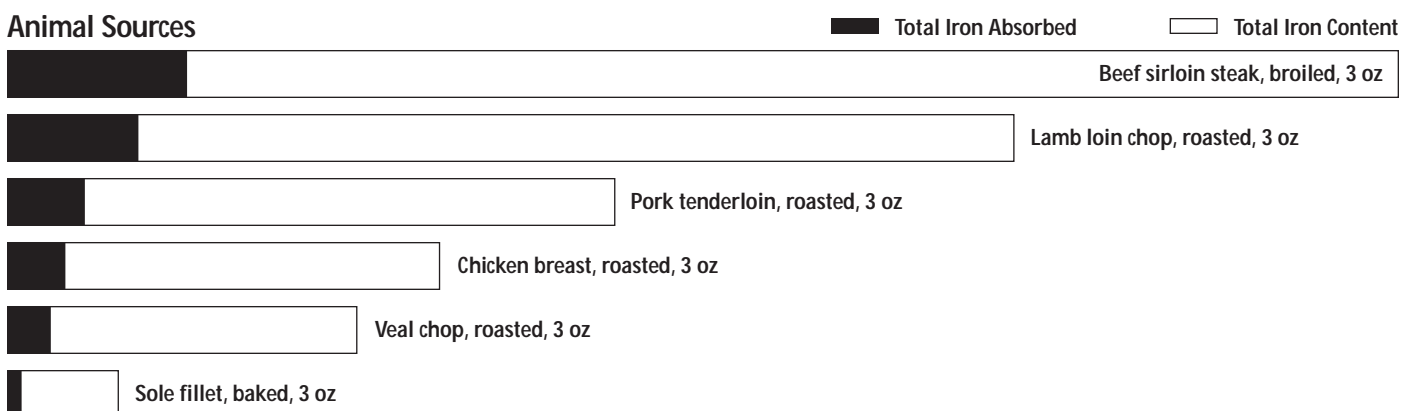 Animal Sources
Total Iron Absorbed
Total Iron Content
Beef sirloin steak, broiled, 3 oz
Lamb loin chop, roasted, 3 oz
Pork tenderloin, roasted, 3 oz
Chicken breast, roasted, 3 oz
Veal chop, roasted, 3 oz
Sole fillet, baked, 3 oz